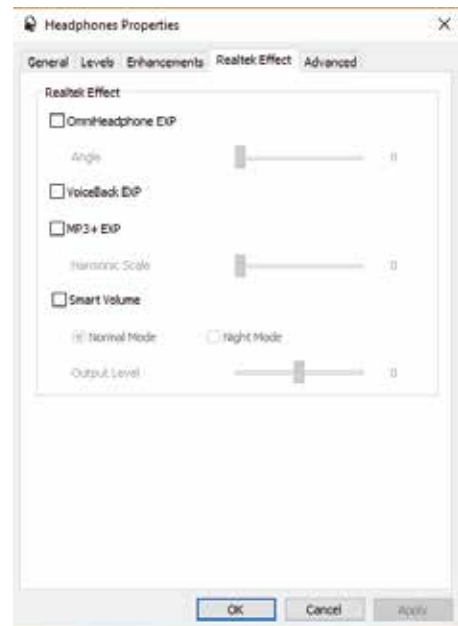 Headphones Properties
General Levels Enhancements Realtek Effect Advanced
Realtek Effect
OmniHeadphone EXP
Angle 0
VoiceBack EXP
MP3+ EXP
Harmonic Scale 0
Smart Volume
Normal Mode Night Mode
Output Level 0
OK Cancel Apply